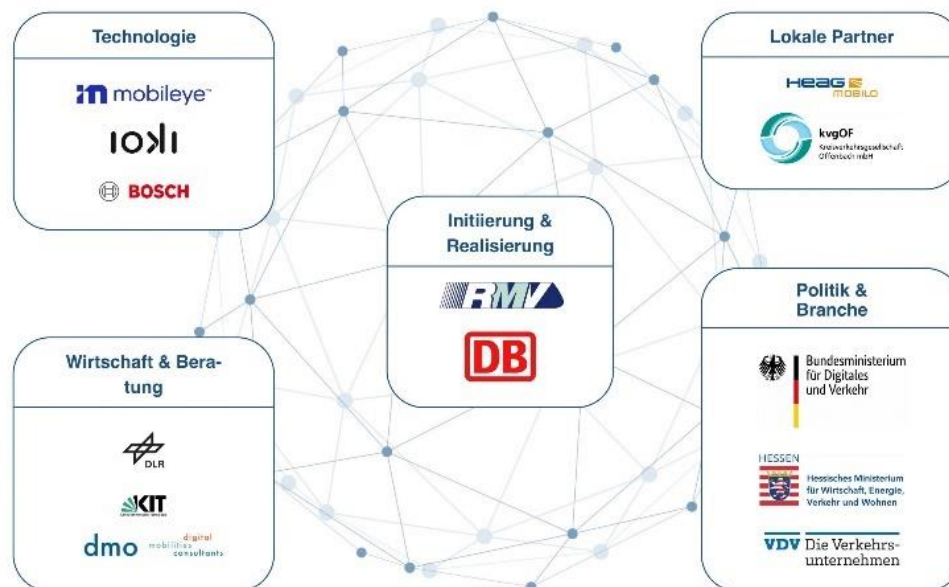 Technologie
mobileye™
ioki
BOSCH
Lokale Partner
HEAG
MOBILO
kvgOF
Kreisverkehrsgesellschaft
Offenbach mbH
Initiierung &
Realisierung
RMV
DB
Wirtschaft & Bera-
tung
DLR
KIT
dmo
digital
mobilities
consultants
Politik &
Branche
Bundesministerium
für Digitales
und Verkehr
HESSEN
Hessisches Ministerium
für Wirtschaft, Energie,
Verkehr und Wohnen
VDV Die Verkehrs-
unternehmen